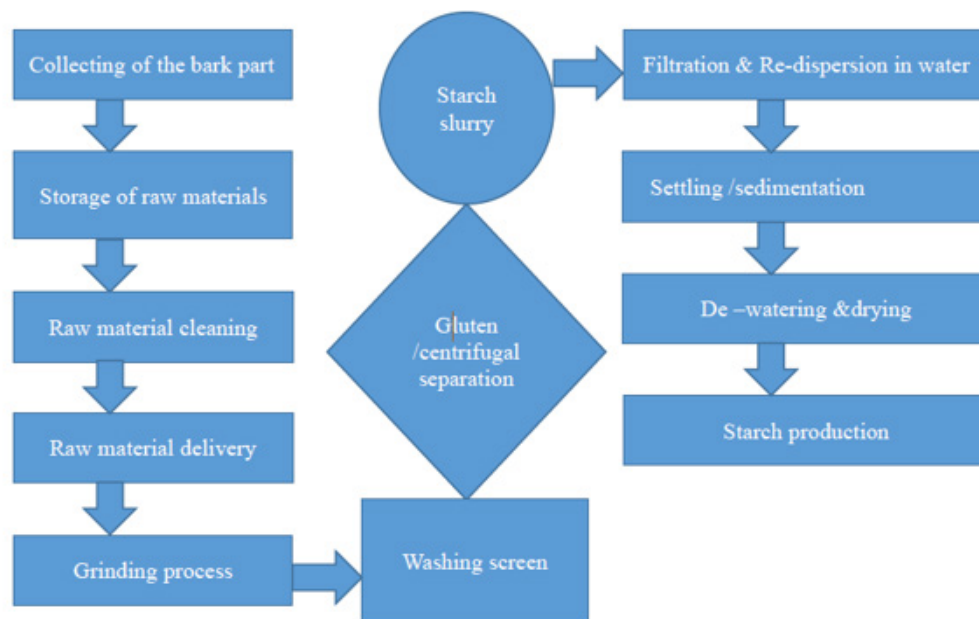 Collecting of the bark part
Storage of raw materials
Raw material cleaning
Raw material delivery
Grinding process
Washing screen
Gluten
/centrifugal
separation
Starch
slurry
Filtration & Re-dispersion in water
Settling /sedimentation
De –watering &drying
Starch production